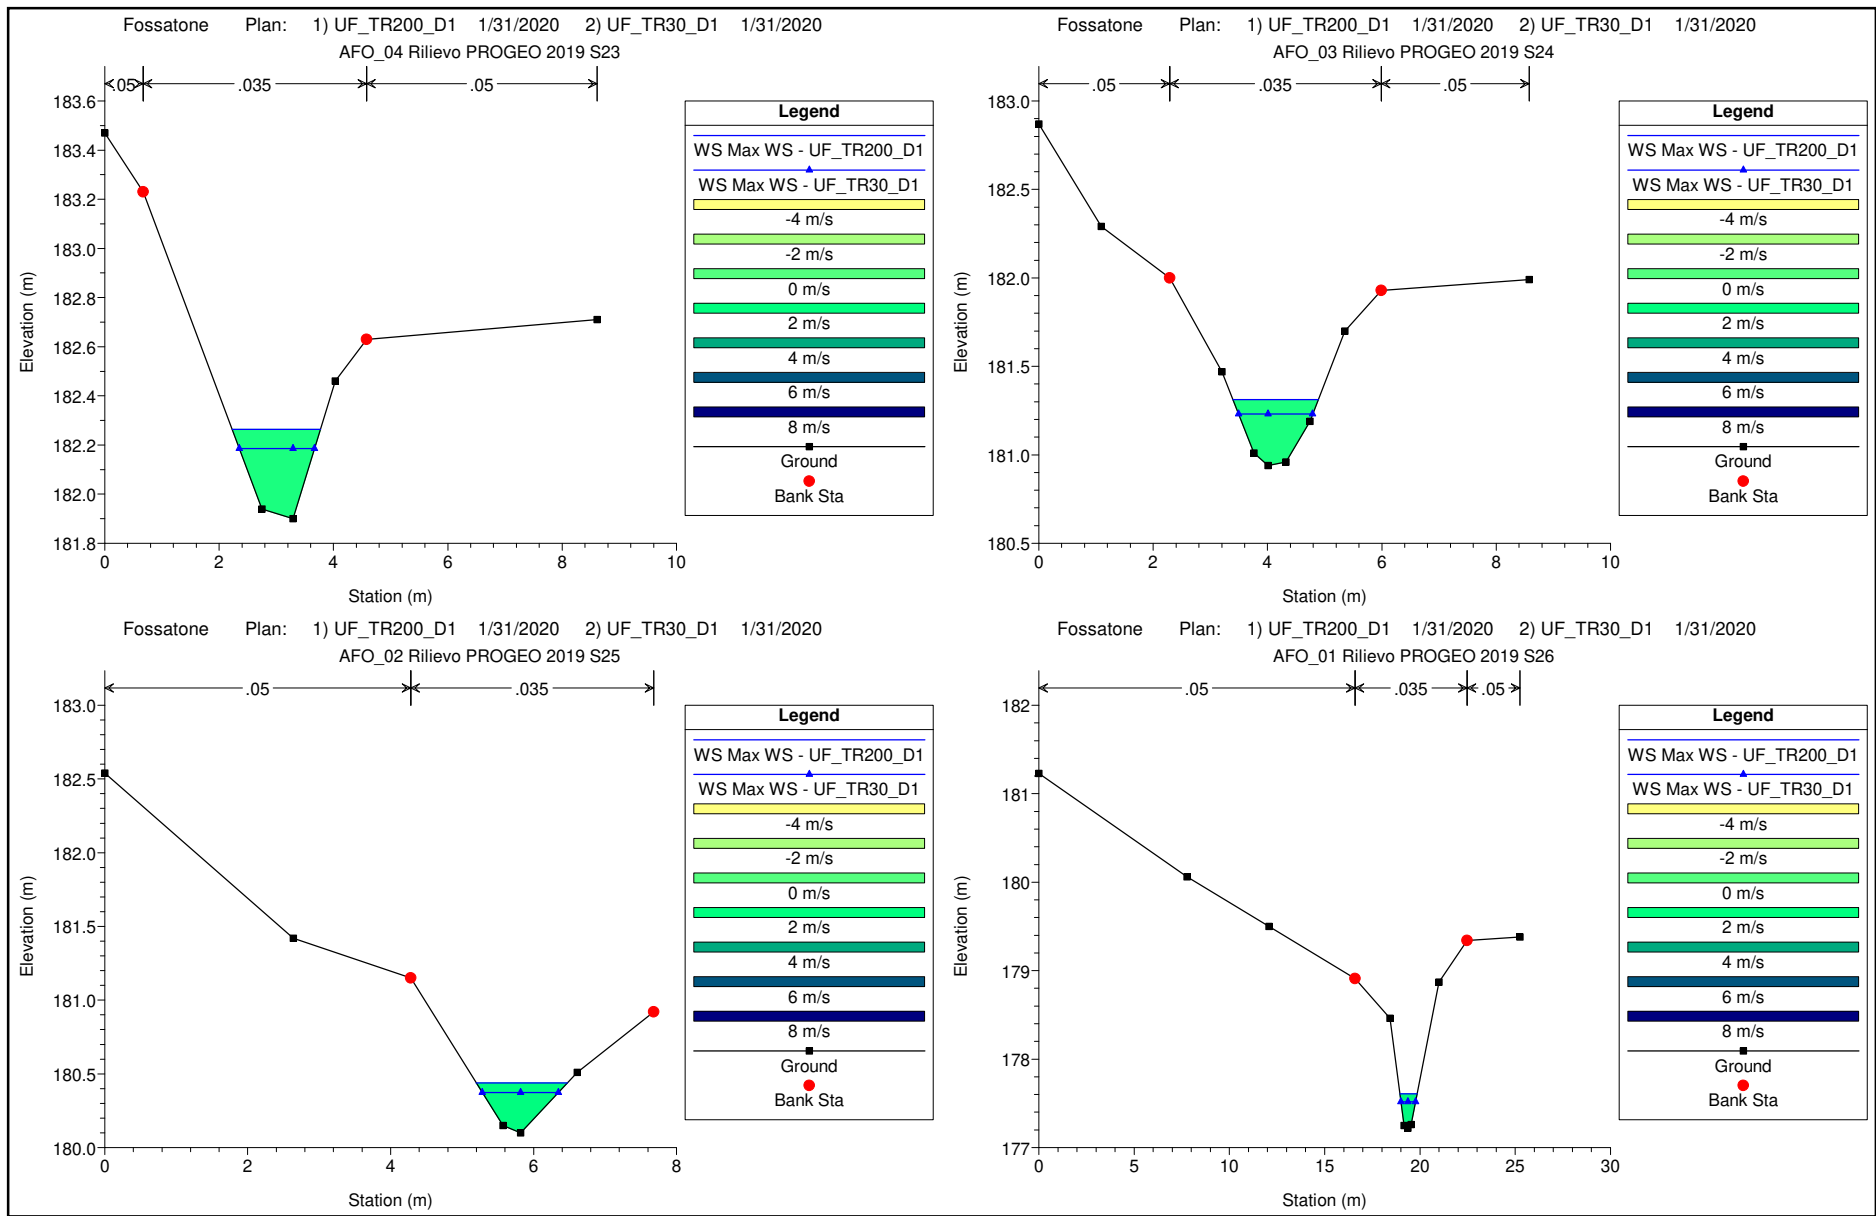 Fossatone Plan: 1) UF_TR200_D1 1/31/2020 2) UF_TR30_D1 1/31/2020
AFO_04 Rilievo PROGEO 2019 S23
.05 .035 .05
183.6
183.4
183.2
183.0
182.8
182.6
182.4
182.2
182.0
181.8
Elevation (m)
0 2 4 6 8 10
Station (m)
Legend
WS Max WS - UF_TR200_D1
WS Max WS - UF_TR30_D1
-4 m/s
-2 m/s
0 m/s
2 m/s
4 m/s
6 m/s
8 m/s
Ground
Bank Sta
Fossatone Plan: 1) UF_TR200_D1 1/31/2020 2) UF_TR30_D1 1/31/2020
AFO_03 Rilievo PROGEO 2019 S24
.05 .035 .05
183.0
182.5
182.0
181.5
181.0
180.5
Elevation (m)
0 2 4 6 8 10
Station (m)
Legend
WS Max WS - UF_TR200_D1
WS Max WS - UF_TR30_D1
-4 m/s
-2 m/s
0 m/s
2 m/s
4 m/s
6 m/s
8 m/s
Ground
Bank Sta
Fossatone Plan: 1) UF_TR200_D1 1/31/2020 2) UF_TR30_D1 1/31/2020
AFO_02 Rilievo PROGEO 2019 S25
.05 .035
183.0
182.5
182.0
181.5
181.0
180.5
180.0
Elevation (m)
0 2 4 6 8
Station (m)
Legend
WS Max WS - UF_TR200_D1
WS Max WS - UF_TR30_D1
-4 m/s
-2 m/s
0 m/s
2 m/s
4 m/s
6 m/s
8 m/s
Ground
Bank Sta
Fossatone Plan: 1) UF_TR200_D1 1/31/2020 2) UF_TR30_D1 1/31/2020
AFO_01 Rilievo PROGEO 2019 S26
.05 .035 .05
182
181
180
179
178
177
Elevation (m)
0 5 10 15 20 25 30
Station (m)
Legend
WS Max WS - UF_TR200_D1
WS Max WS - UF_TR30_D1
-4 m/s
-2 m/s
0 m/s
2 m/s
4 m/s
6 m/s
8 m/s
Ground
Bank Sta